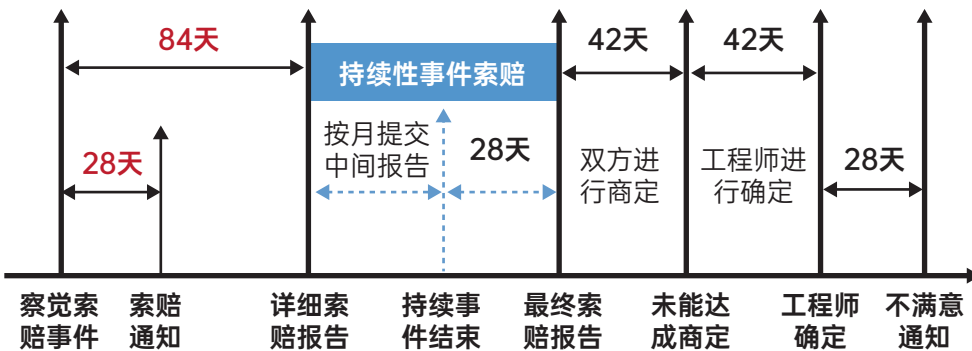 84天
42天
42天
持续性事件索赔
28天
按月提交
中间报告
28天
双方进
行商定
工程师进
行确定
28天
察觉索
赔事件
索赔
通知
详细索
赔报告
持续事
件结束
最终索
赔报告
未能达
成商定
工程师
确定
不满意
通知